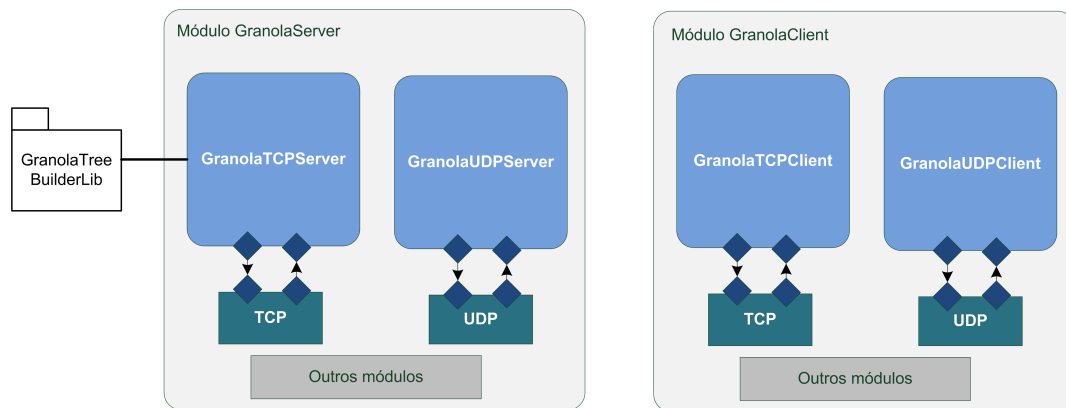 Módulo GranolaServer
GranolaTree
BuilderLib
GranolaTCPServer
GranolaUDPServer
TCP
UDP
Outros módulos
Módulo GranolaClient
GranolaTCPClient
GranolaUDPClient
TCP
UDP
Outros módulos